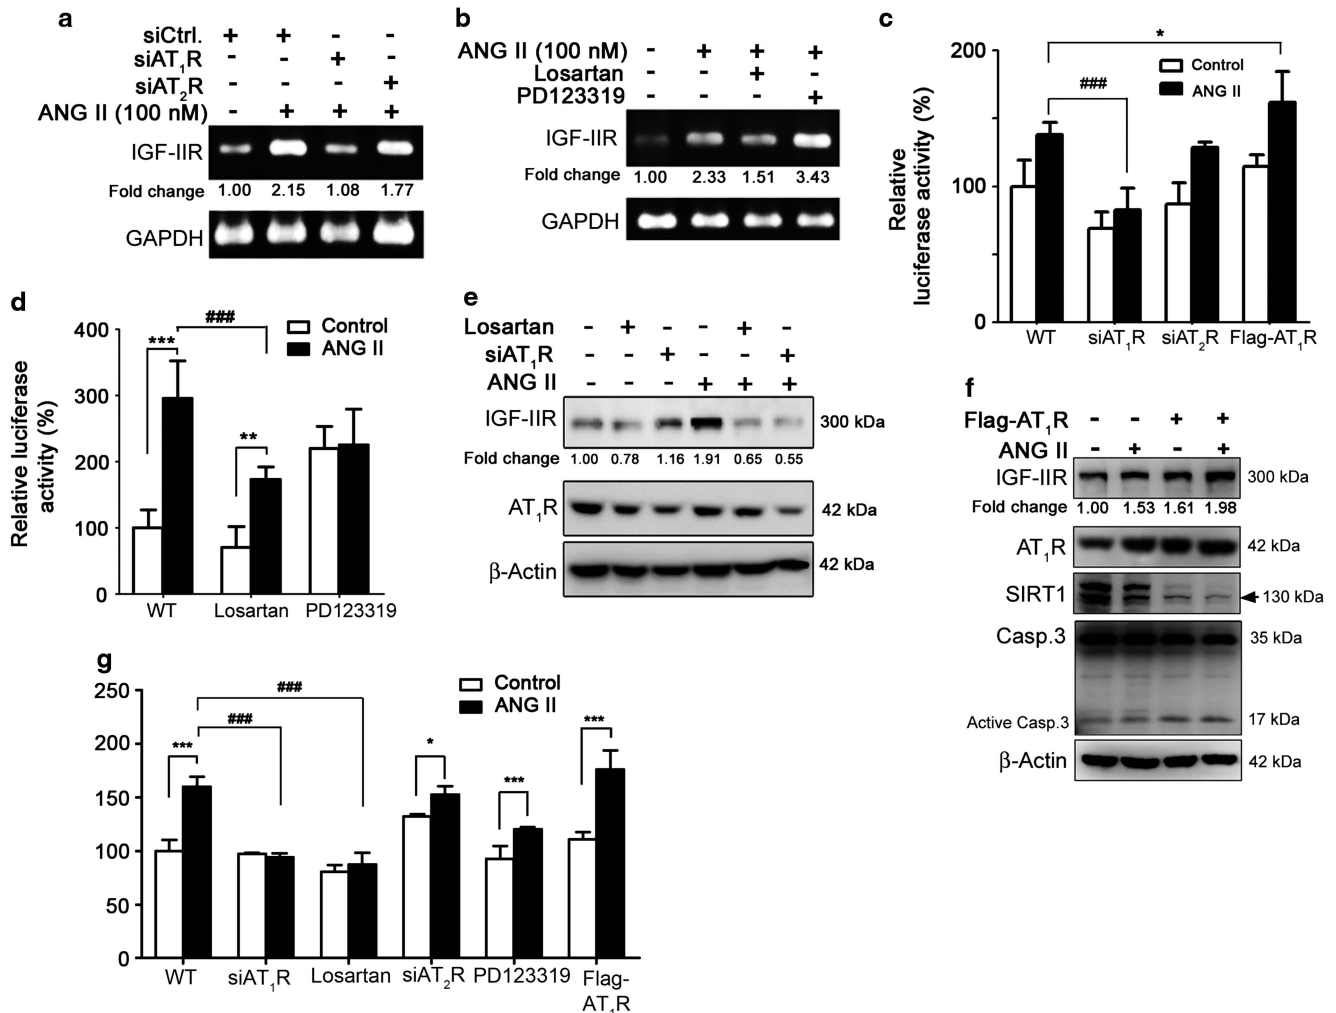 a
siCtrl. + + - -
siAT1R - - + -
siAT2R - - - +
ANG II (100 nM) - + + +
IGF-IIR
Fold change 1.00 2.15 1.08 1.77
GAPDH
b
ANG II (100 nM) - + + +
Losartan - - + -
PD123319 - - - +
IGF-IIR
Fold change 1.00 2.33 1.51 3.43
GAPDH
c
Relative
luciferase activity (%)
200
100
0
*
###
Control
ANG II
WT siAT1R siAT2R Flag-AT1R
d
Relative luciferase
activity (%)
400
300
200
100
0
***
###
**
Control
ANG II
WT Losartan PD123319
e
Losartan - + - - + -
siAT1R - - + - - +
ANG II - - - + + +
IGF-IIR 300 kDa
Fold change 1.00 0.78 1.16 1.91 0.65 0.55
AT1R 42 kDa
β-Actin 42 kDa
f
Flag-AT1R - - + +
ANG II - + - +
IGF-IIR 300 kDa
Fold change 1.00 1.53 1.61 1.98
AT1R 42 kDa
SIRT1 130 kDa
Casp.3 35 kDa
Active Casp.3 17 kDa
β-Actin 42 kDa
g
250
200
150
100
50
0
***
###
###
*
***
***
Control
ANG II
WT siAT1R Losartan siAT2R PD123319 Flag-
AT1R